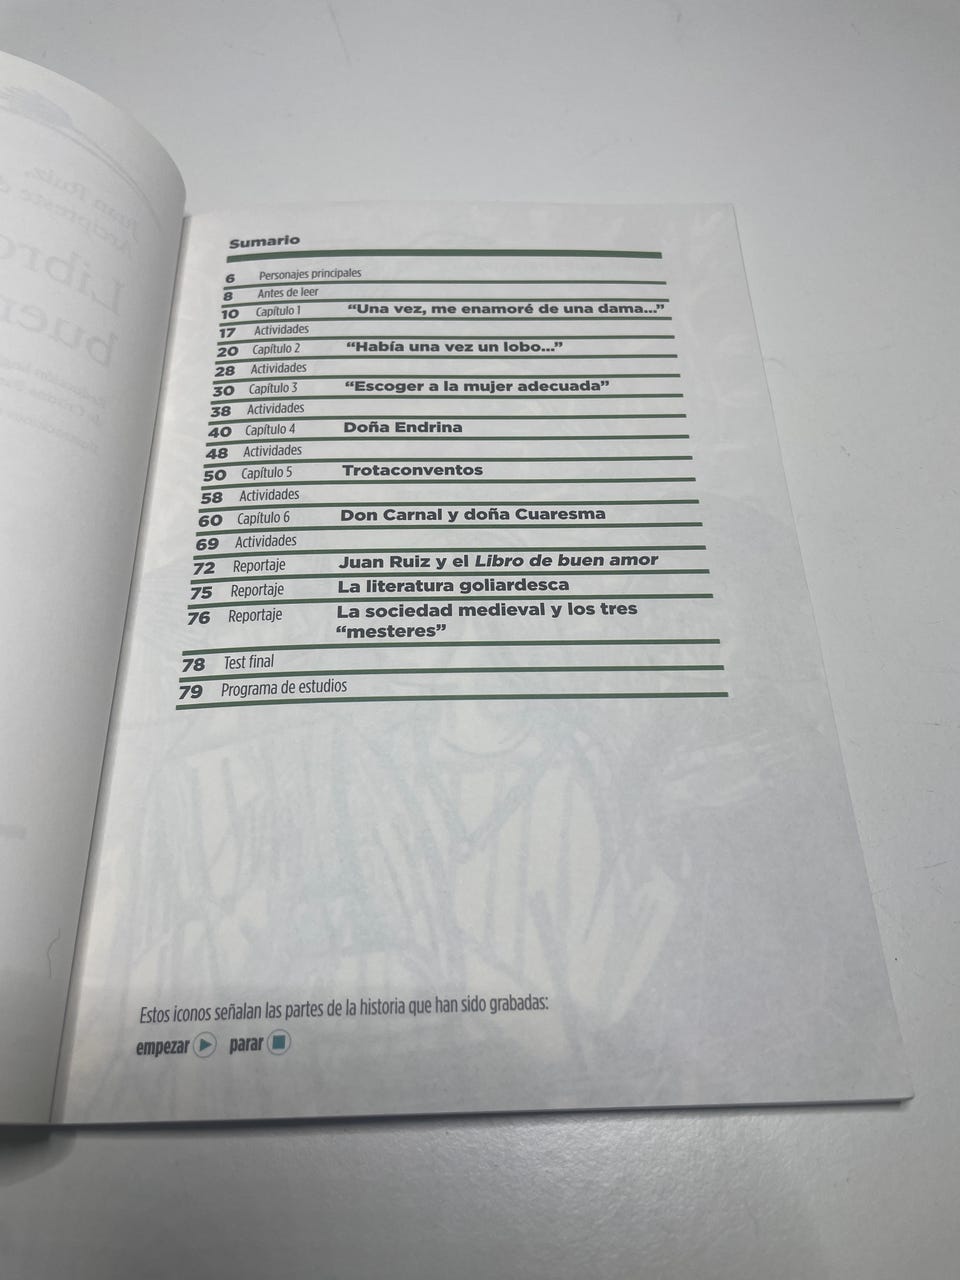 Sumario
6 Personajes principales
8 Antes de leer
10 Capítulo 1 “Una vez, me enamoré de una dama...”
17 Actividades
20 Capítulo 2 “Había una vez un lobo...”
28 Actividades
30 Capítulo 3 “Escoger a la mujer adecuada”
38 Actividades
40 Capítulo 4 Doña Endrina
48 Actividades
50 Capítulo 5 Trotaconventos
58 Actividades
60 Capítulo 6 Don Carnal y doña Cuaresma
69 Actividades
72 Reportaje Juan Ruiz y el Libro de buen amor
75 Reportaje La literatura goliardesca
76 Reportaje La sociedad medieval y los tres
“mesteres”
78 Test final
79 Programa de estudios
Estos iconos señalan las partes de la historia que han sido grabadas:
empezar parar